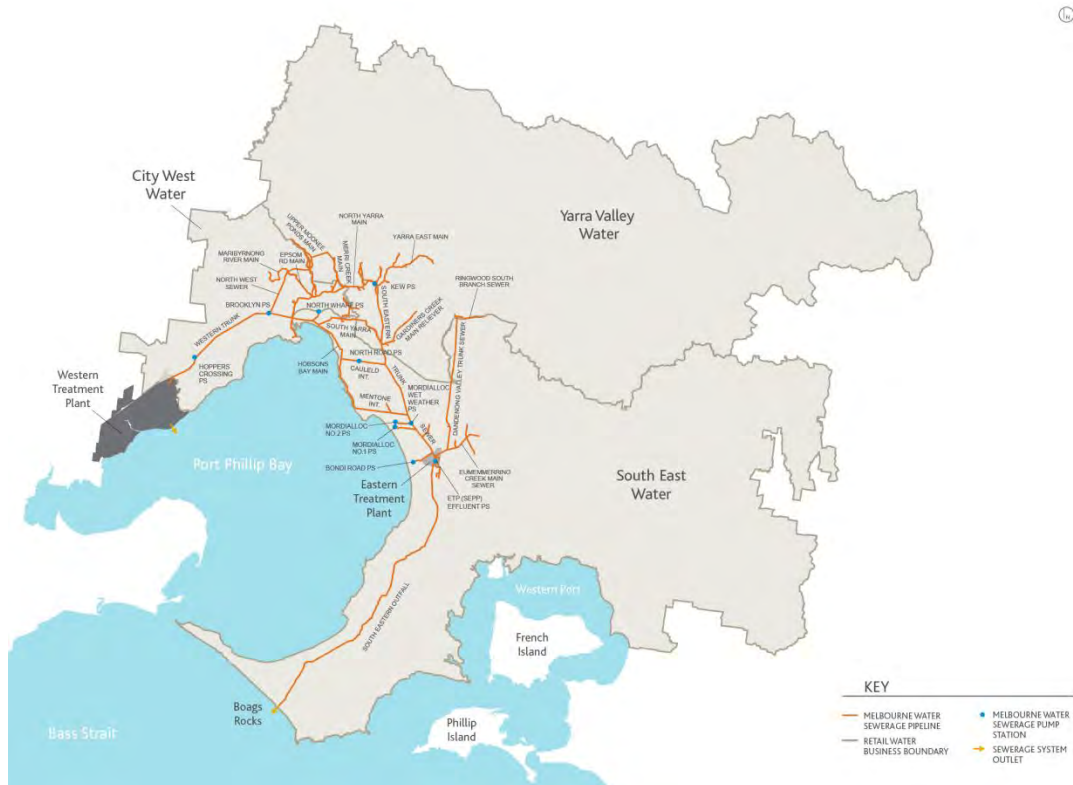 N
City West
Water
Yarra Valley
Water
South East
Water
UPPER MOONEE
PONDS MAIN
NORTH YARRA
MAIN
MERRI CREEK
MAIN
YARRA EAST MAIN
MARIBYRNONG
RIVER MAIN
EPSOM
RD MAIN
NORTH WEST
SEWER
RINGWOOD SOUTH
BRANCH SEWER
KEW PS
BROOKLYN PS
NORTH WHARF PS
SOUTH EASTERN
TRUNK
SEWER
GARDINERS CREEK
MAIN RELIEVER
WESTERN TRUNK
SOUTH YARRA
MAIN
HOBSONS
BAY MAIN
NORTH ROAD PS
CAULELD
INT.
DANDENONG VALLEY TRUNK SEWER
HOPPERS
CROSSING
PS
Western
Treatment
Plant
MENTONE
INT.
MORDIALLOC
WET
WEATHER
PS
MORDIALLOC
NO.2 PS
MORDIALLOC
NO.1 PS
BONDI ROAD PS
Port Phillip Bay
Eastern
Treatment
Plant
EUMEMMERRINO
CREEK MAIN
SEWER
ETP (SEPP)
EFFLUENT PS
SOUTH EASTERN OUTFALL
Western Port
French
Island
Boags
Rocks
Phillip
Island
Bass Strait
KEY
MELBOURNE WATER
SEWERAGE PIPELINE
RETAIL WATER
BUSINESS BOUNDARY
MELBOURNE WATER
SEWERAGE PUMP
STATION
SEWERAGE SYSTEM
OUTLET